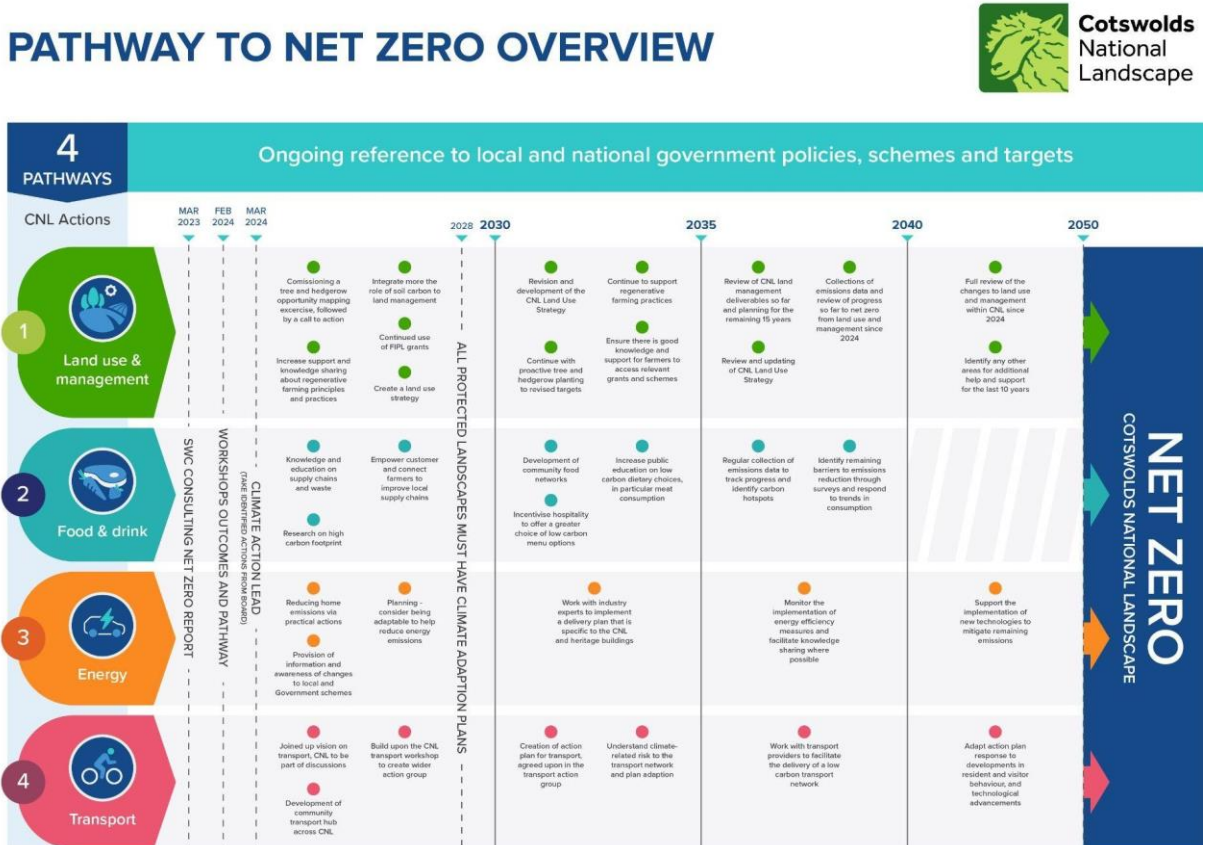 PATHWAY TO NET ZERO OVERVIEW
Cotswolds
National
Landscape
4
PATHWAYS
Ongoing reference to local and national government policies, schemes and targets
CNL Actions
MAR
2023
FEB
2024
MAR
2024
2028
2030
2035
2040
2050
SWC CONSULTING NET ZERO REPORT
WORKSHOPS OUTCOMES AND PATHWAY
CLIMATE ACTION LEAD
(TAKE IDENTIFIED ACTIONS FROM BOARD)
ALL PROTECTED LANDSCAPES MUST HAVE CLIMATE ADAPTION PLANS
1
Land use &
management
Comissioning a
tree and hedgerow
opportunity mapping
excercise, followed
by a call to action
Increase support and
knowledge sharing
about regenerative
farming principles
and practices
Integrate more the
role of soil carbon to
land management
Continued use
of FIPL grants
Create a land use
strategy
Revision and
development of the
CNL Land Use
Strategy
Continue with
proactive tree and
hedgerow planting
to revised targets
Continue to support
regenerative
farming practices
Ensure there is good
knowledge and
support for farmers to
access relevant
grants and schemes
Review of CNL land
management
deliverables so far
and planning for the
remaining 15 years
Review and updating
of CNL Land Use
Strategy
Collections of
emissions data and
review of progress
so far to net zero
from land use and
management since
2024
Full review of the
changes to land use
and management
within CNL since
2024
Identify any other
areas for additional
help and support
for the last 10 years
2
Food & drink
Knowledge and
education on
supply chains
and waste
Research on high
carbon footprint
Empower customer
and connect
farmers to
improve local
supply chains
Development of
community food
networks
Incentivise hospitality
to offer a greater
choice of low carbon
menu options
Increase public
education on low
carbon dietary choices,
in particular meat
consumption
Regular collection of
emissions data to
track progress and
identify carbon
hotspots
Identify remaining
barriers to emissions
reduction through
surveys and respond
to trends in
consumption
3
Energy
Reducing home
emissions via
practical actions
Provision of
information and
awareness of changes
to local and
Government schemes
Planning -
consider being
adaptable to help
reduce energy
emissions
Work with industry
experts to implement
a delivery plan that is
specific to the CNL
and heritage buildings
Monitor the
implementation of
energy efficiency
measures and
facilitate knowledge
sharing where
possible
Support the
implementation of
new technologies to
mitigate remaining
emissions
4
Transport
Joined up vision on
transport, CNL to be
part of discussions
Development of
community
transport hub
across CNL
Build upon the CNL
transport workshop
to create wider
action group
Creation of action
plan for transport,
agreed upon in the
transport action
group
Understand climate-
related risk to the
transport network
and plan adaption
Work with transport
providers to facilitate
the delivery of a low
carbon transport
network
Adapt action plan
response to
developments in
resident and visitor
behaviour, and
technological
advancements
NET ZERO
COTSWOLDS NATIONAL LANDSCAPE